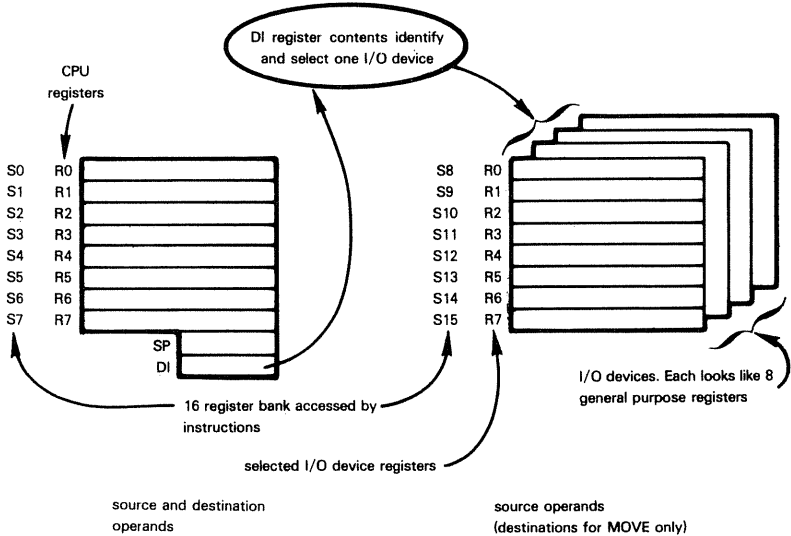 DI register contents identify
and select one I/O device
CPU
registers
S0 R0
S1 R1
S2 R2
S3 R3
S4 R4
S5 R5
S6 R6
S7 R7
SP
DI
S8 R0
S9 R1
S10 R2
S11 R3
S12 R4
S13 R5
S14 R6
S15 R7
I/O devices. Each looks like 8
general purpose registers
16 register bank accessed by
instructions
selected I/O device registers
source and destination
operands
source operands
(destinations for MOVE only)